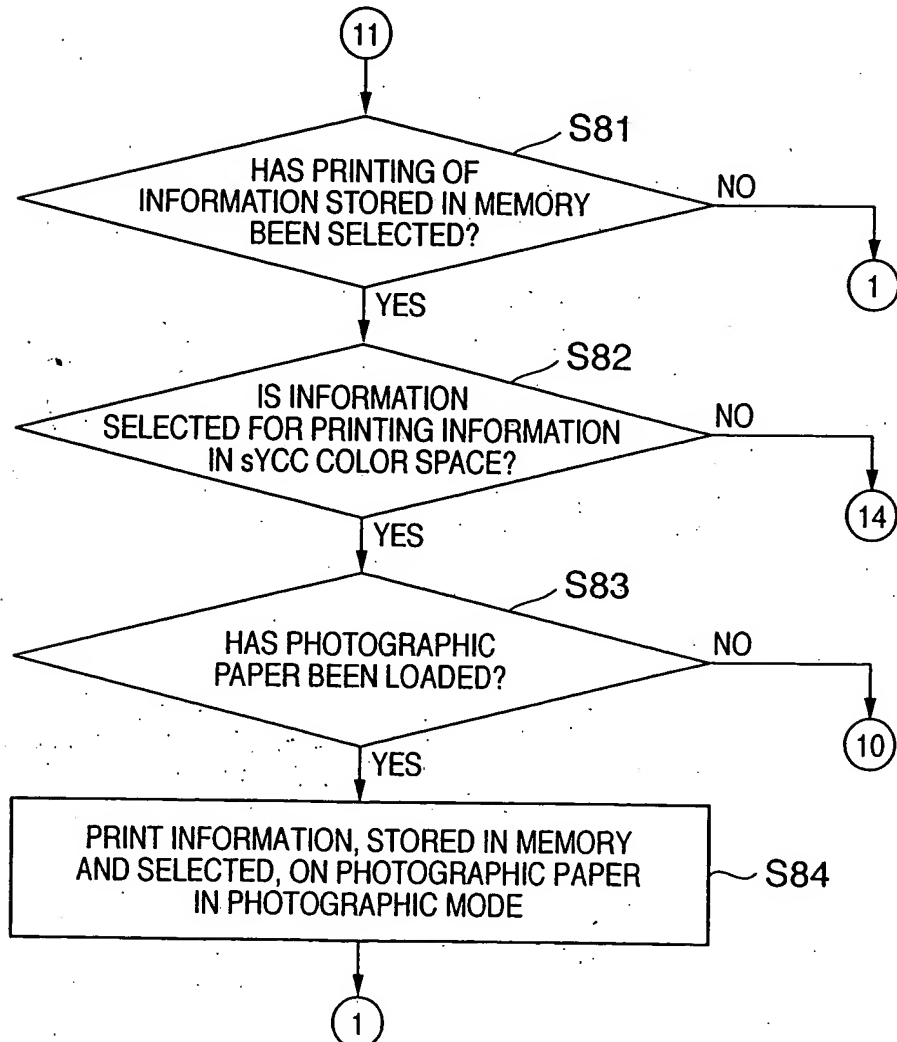 11
S81
HAS PRINTING OF
INFORMATION STORED IN MEMORY
BEEN SELECTED?
NO
1
YES
S82
IS INFORMATION
SELECTED FOR PRINTING INFORMATION
IN sYCC COLOR SPACE?
NO
14
YES
S83
HAS PHOTOGRAPHIC
PAPER BEEN LOADED?
NO
10
YES
PRINT INFORMATION, STORED IN MEMORY
AND SELECTED, ON PHOTOGRAPHIC PAPER
IN PHOTOGRAPHIC MODE
S84
1